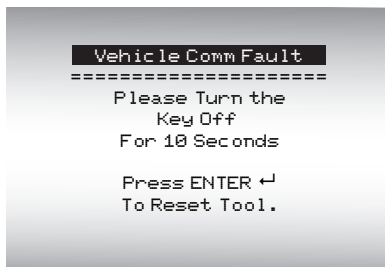 Vehicle Comm Fault
======================
Please Turn the
Key Off
For 10 Seconds
Press ENTER ↵
To Reset Tool.